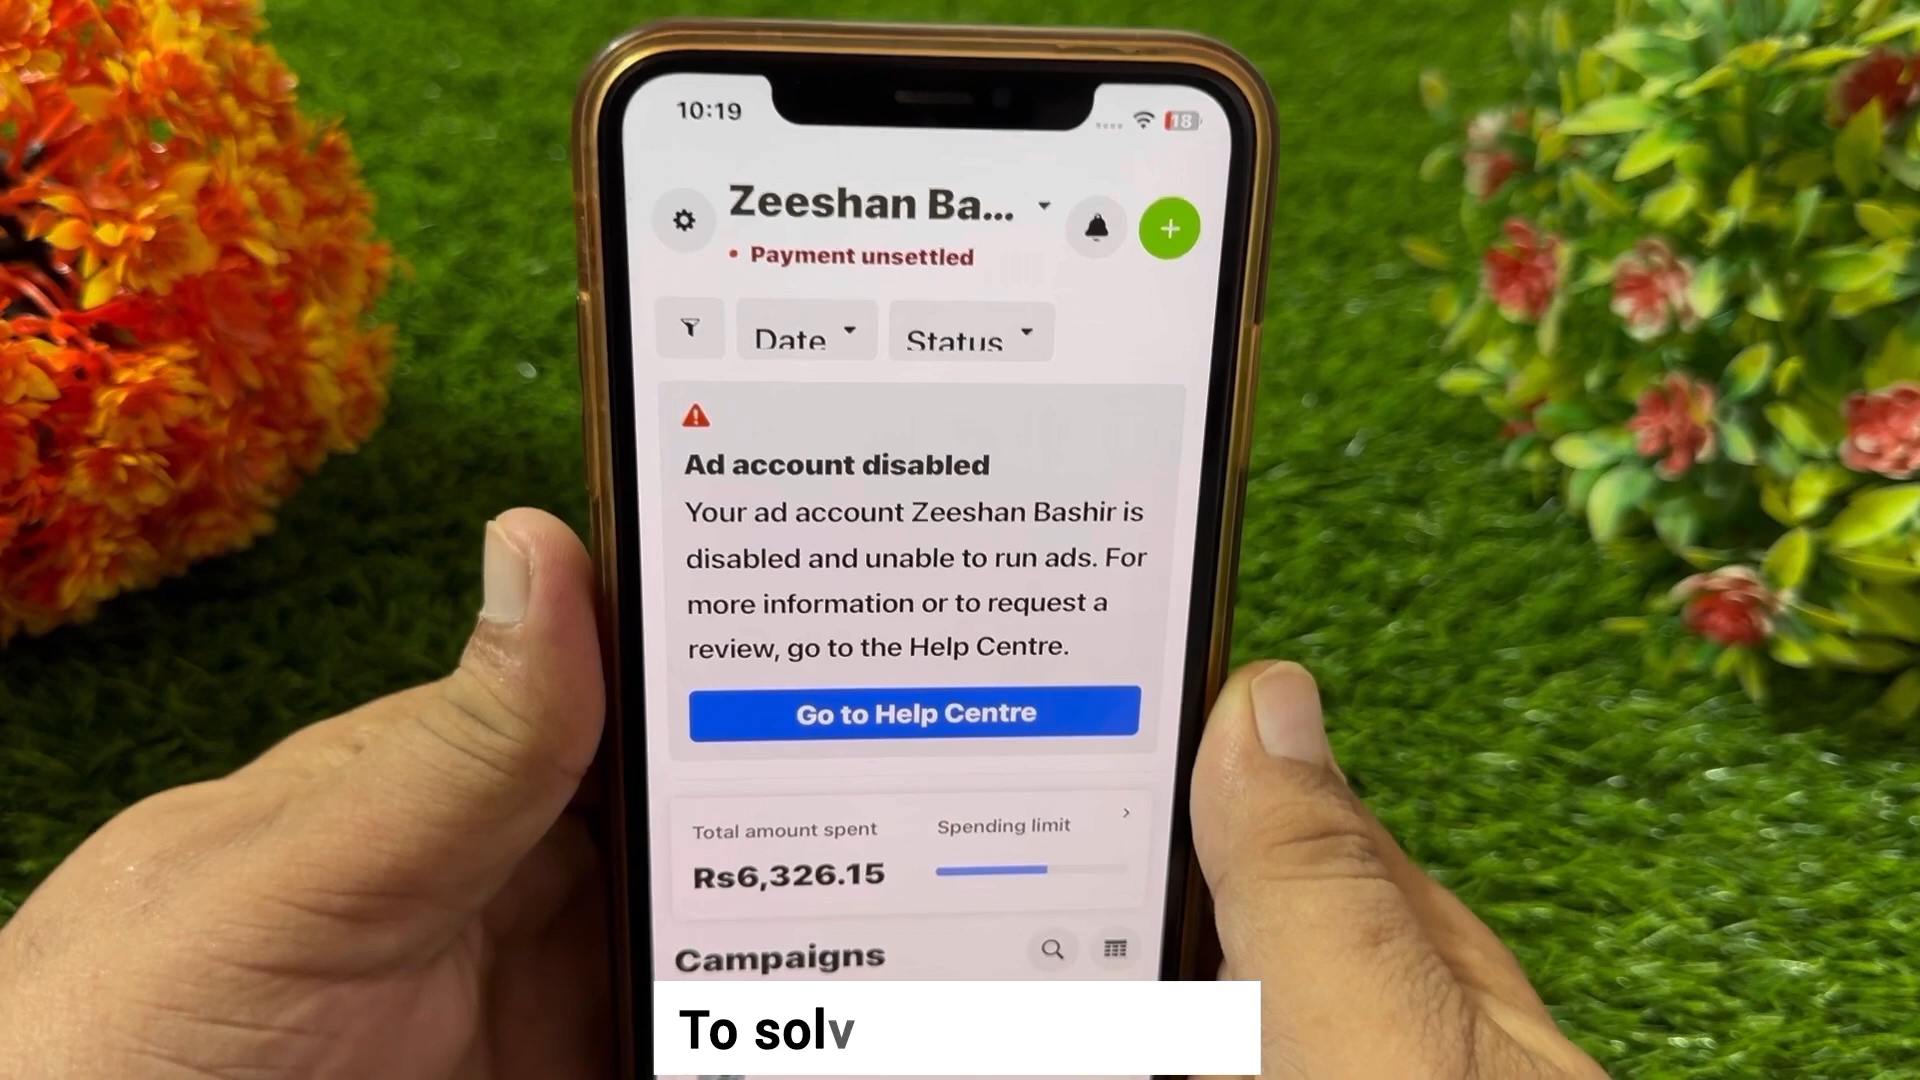 10:19
18
Zeeshan Ba...
• Payment unsettled
Date
Status
Ad account disabled
Your ad account Zeeshan Bashir is
disabled and unable to run ads. For
more information or to request a
review, go to the Help Centre.
Go to Help Centre
Total amount spent
Spending limit
Rs6,326.15
Campaigns
To solv